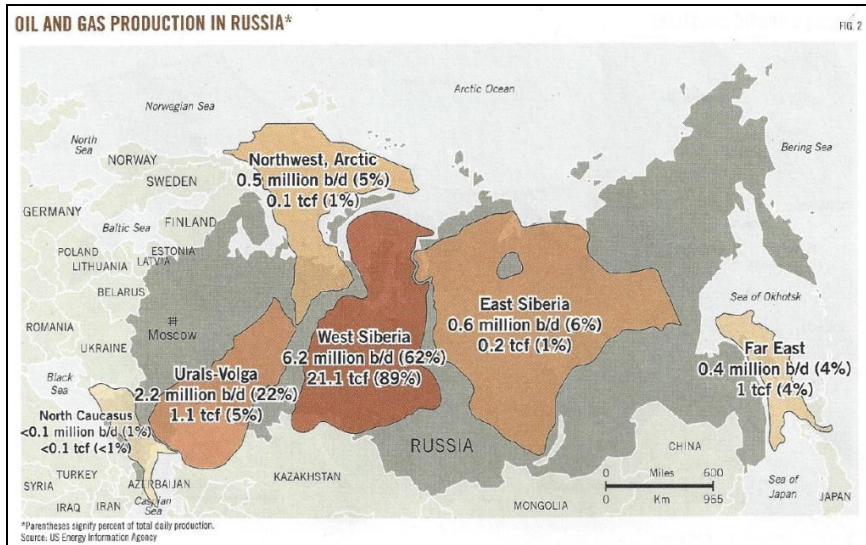 OIL AND GAS PRODUCTION IN RUSSIA*
FIG. 2
Arctic Ocean
Norwegian Sea
North
Sea
Bering Sea
NORWAY
SWEDEN
Northwest, Arctic
0.5 million b/d (5%)
0.1 tcf (1%)
GERMANY
FINLAND
Baltic Sea
ESTONIA
POLAND
LATVIA
LITHUANIA
BELARUS
East Siberia
0.6 million b/d (6%)
0.2 tcf (1%)
Sea of Okhotsk
ROMANIA
Moscow
UKRAINE
West Siberia
6.2 million b/d (62%)
21.1 tcf (89%)
Far East
0.4 million b/d (4%)
1 tcf (4%)
Black
Sea
Urals-Volga
2.2 million b/d (22%)
1.1 tcf (5%)
North Caucasus
<0.1 million b/d (1%)
<0.1 tcf (<1%)
RUSSIA
CHINA
TURKEY
SYRIA
AZERBAIJAN
Caspian
Sea
IRAQ
IRAN
KAZAKHSTAN
MONGOLIA
0 Miles 600
0 Km 965
Sea of
Japan
JAPAN
*Parentheses signify percent of total daily production.
Source: US Energy Information Agency